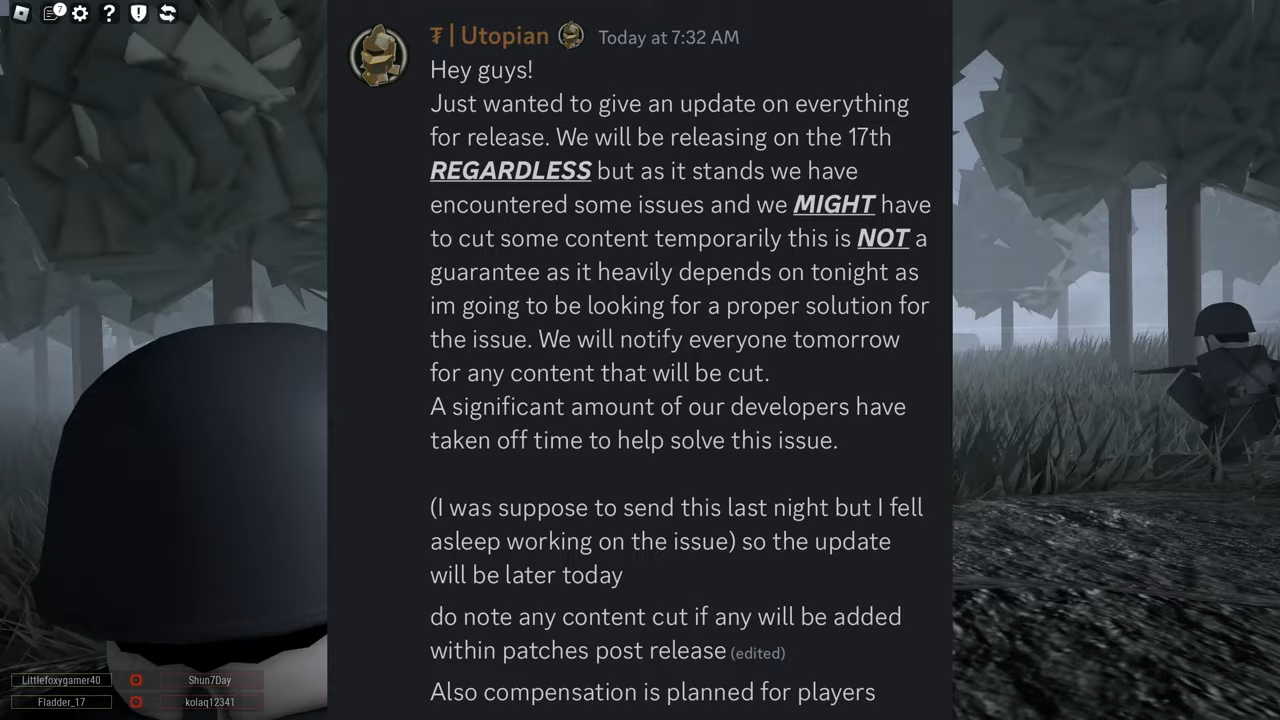 7
₮ | Utopian Today at 7:32 AM
Hey guys!
Just wanted to give an update on everything
for release. We will be releasing on the 17th
REGARDLESS but as it stands we have
encountered some issues and we MIGHT have
to cut some content temporarily this is NOT a
guarantee as it heavily depends on tonight as
im going to be looking for a proper solution for
the issue. We will notify everyone tomorrow
for any content that will be cut.
A significant amount of our developers have
taken off time to help solve this issue.
(I was suppose to send this last night but I fell
asleep working on the issue) so the update
will be later today
do note any content cut if any will be added
within patches post release (edited)
Also compensation is planned for players
Littlefoxygamer40 Shun7Day
Fladder_17 kolaq12341